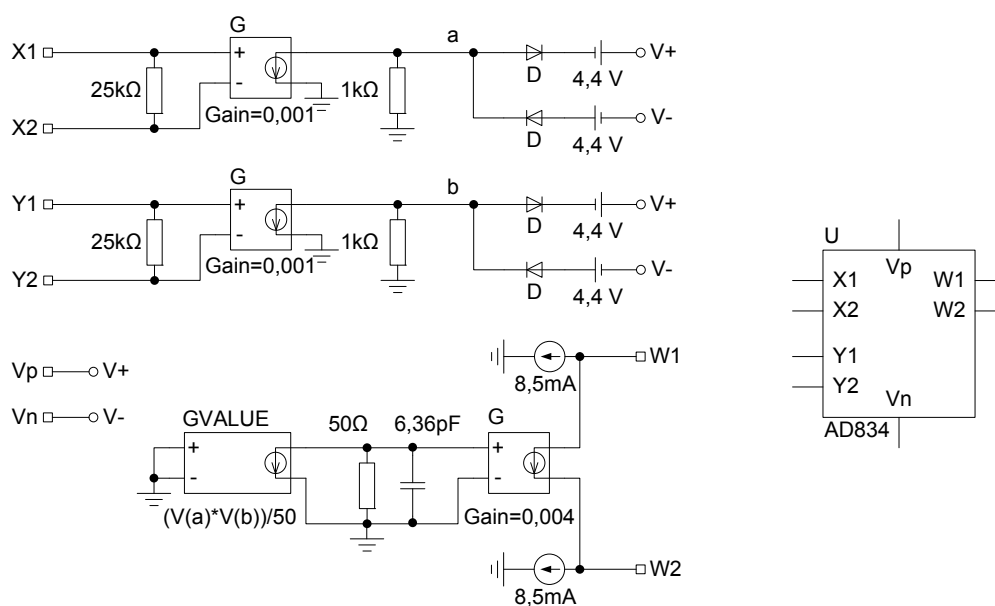 G
X1 + a V+
25kΩ 1kΩ D 4,4 V
X2 - V-
Gain=0,001 D 4,4 V
G
Y1 + b V+
25kΩ 1kΩ D 4,4 V
Y2 - V-
Gain=0,001 D 4,4 V
Vp V+
Vn V-
W1
8,5mA
GVALUE 50Ω 6,36pF G
+ +
- -
(V(a)*V(b))/50 Gain=0,004
W2
8,5mA
U
Vp
X1 W1
X2 W2
Y1
Y2
Vn
AD834